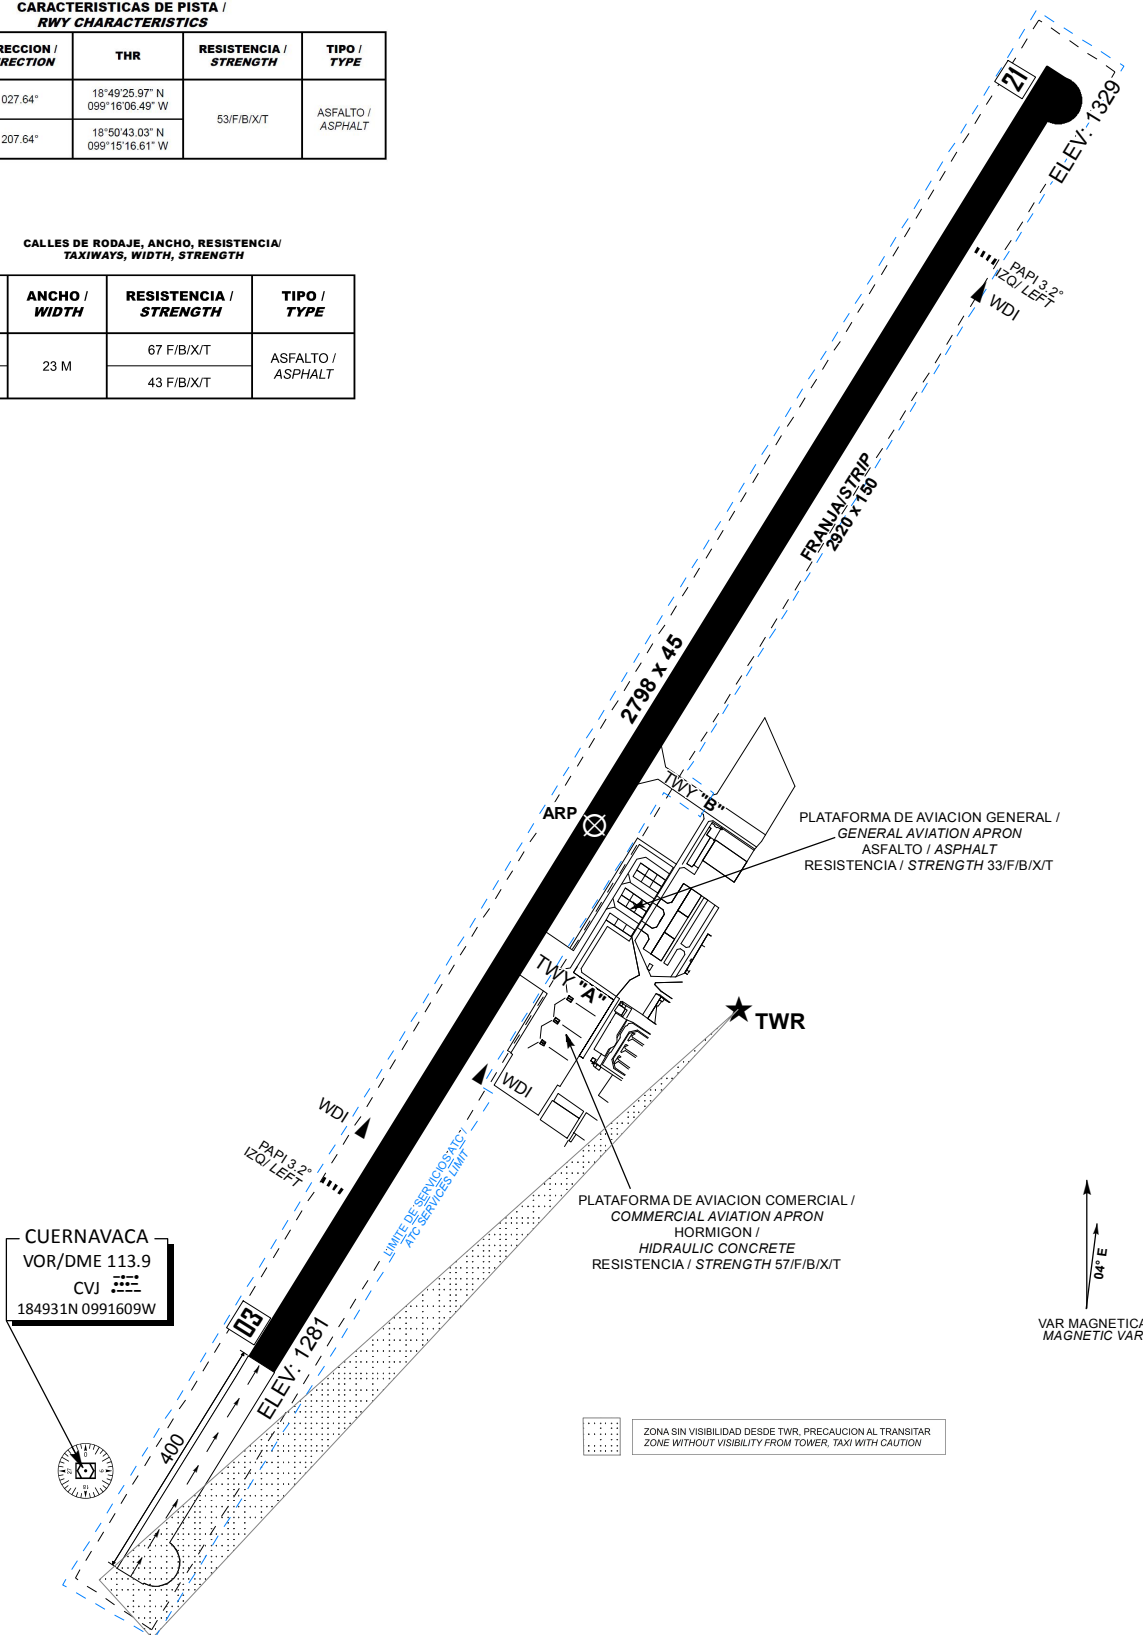 CARACTERISTICAS DE PISTA /
RWY CHARACTERISTICS
RECCION /
RECTION
THR
RESISTENCIA /
STRENGTH
TIPO /
TYPE
027.64°
18°49'25.97" N
099°16'06.49" W
53/F/B/X/T
ASFALTO /
ASPHALT
207.64°
18°50'43.03" N
099°15'16.61" W
CALLES DE RODAJE, ANCHO, RESISTENCIA/
TAXIWAYS, WIDTH, STRENGTH
ANCHO /
WIDTH
RESISTENCIA /
STRENGTH
TIPO /
TYPE
23 M
67 F/B/X/T
43 F/B/X/T
ASFALTO /
ASPHALT
21
ELEV: 1329
PAPI 3.2°
IZQ/ LEFT
WDI
FRANJA/STRIP
2920 x 150
2798 x 45
TWY "B"
ARP
PLATAFORMA DE AVIACION GENERAL /
GENERAL AVIATION APRON
ASFALTO / ASPHALT
RESISTENCIA / STRENGTH 33/F/B/X/T
TWY "A"
TWR
WDI
WDI
PAPI 3.2°
IZQ/ LEFT
LIMITE DE SERVICIOS ATC /
ATC SERVICES LIMIT
PLATAFORMA DE AVIACION COMERCIAL /
COMMERCIAL AVIATION APRON
HORMIGON /
HIDRAULIC CONCRETE
RESISTENCIA / STRENGTH 57/F/B/X/T
CUERNAVACA
VOR/DME 113.9
CVJ
184931N 0991609W
03
ELEV: 1281
400
04° E
VAR MAGNETICA
MAGNETIC VAR
ZONA SIN VISIBILIDAD DESDE TWR, PRECAUCION AL TRANSITAR
ZONE WITHOUT VISIBILITY FROM TOWER, TAXI WITH CAUTION